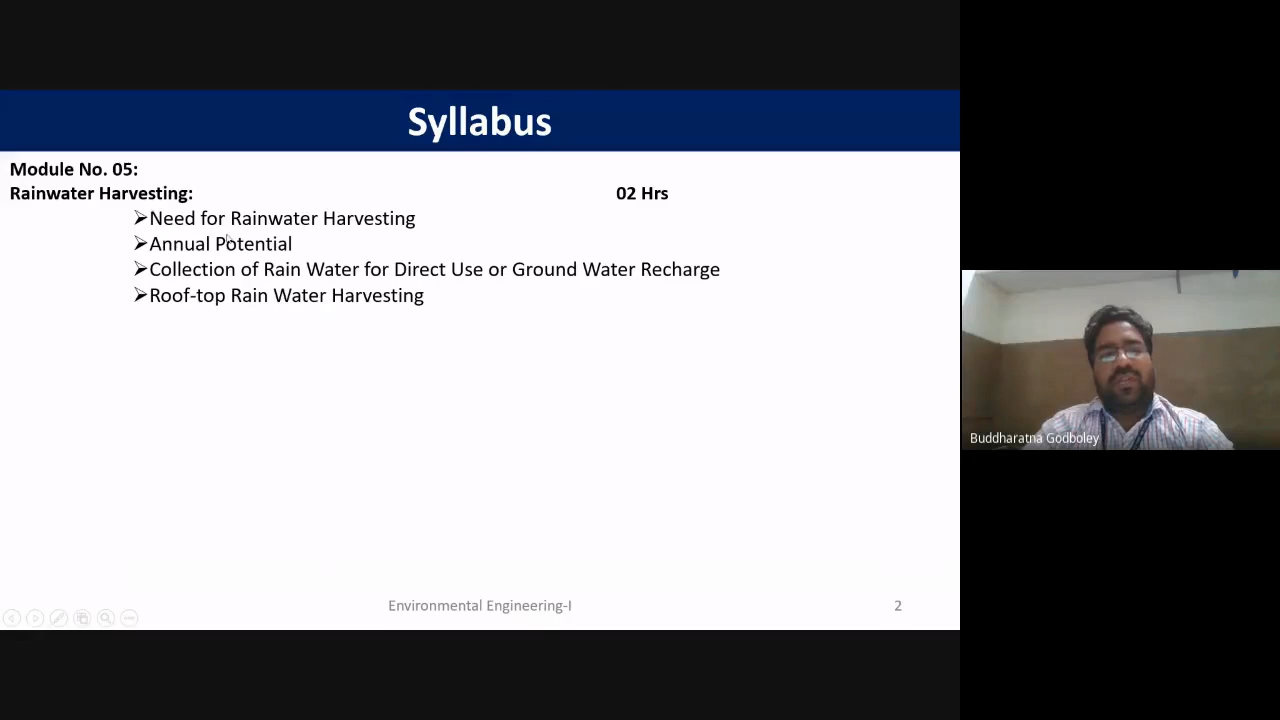 Syllabus
Module No. 05:
Rainwater Harvesting: 02 Hrs
➢Need for Rainwater Harvesting
➢Annual Potential
➢Collection of Rain Water for Direct Use or Ground Water Recharge
➢Roof-top Rain Water Harvesting
Environmental Engineering-I 2
Buddharatna Godboley